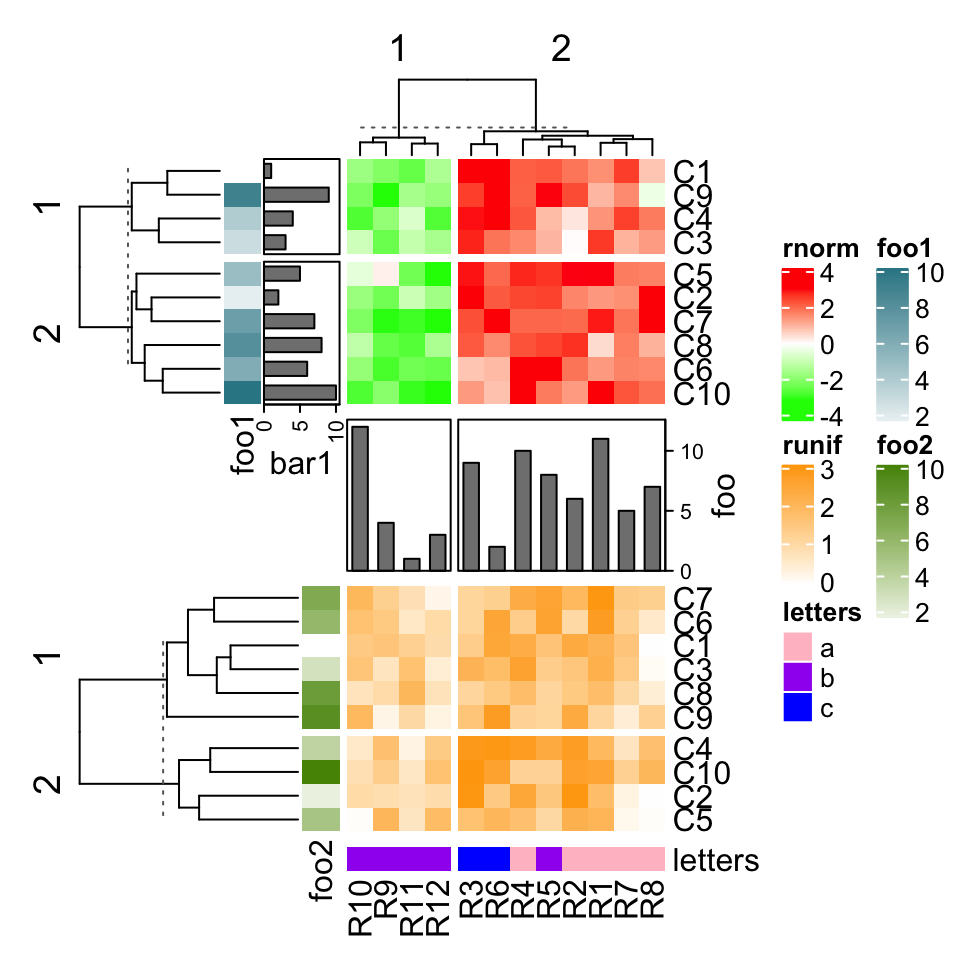 1 2
C1
C9
C4
C3
1
C5
C2
C7
C8
C6
C10
2
foo1
0 5 10
bar1
10
5
0
foo
C7
C6
C1
C3
C8
C9
1
C4
C10
C2
C5
2
foo2
letters
R10 R9 R11 R12 R3 R6 R4 R5 R2 R1 R7 R8
rnorm
4
2
0
-2
-4
foo1
10
8
6
4
2
runif
3
2
1
0
foo2
10
8
6
4
2
letters
a
b
c